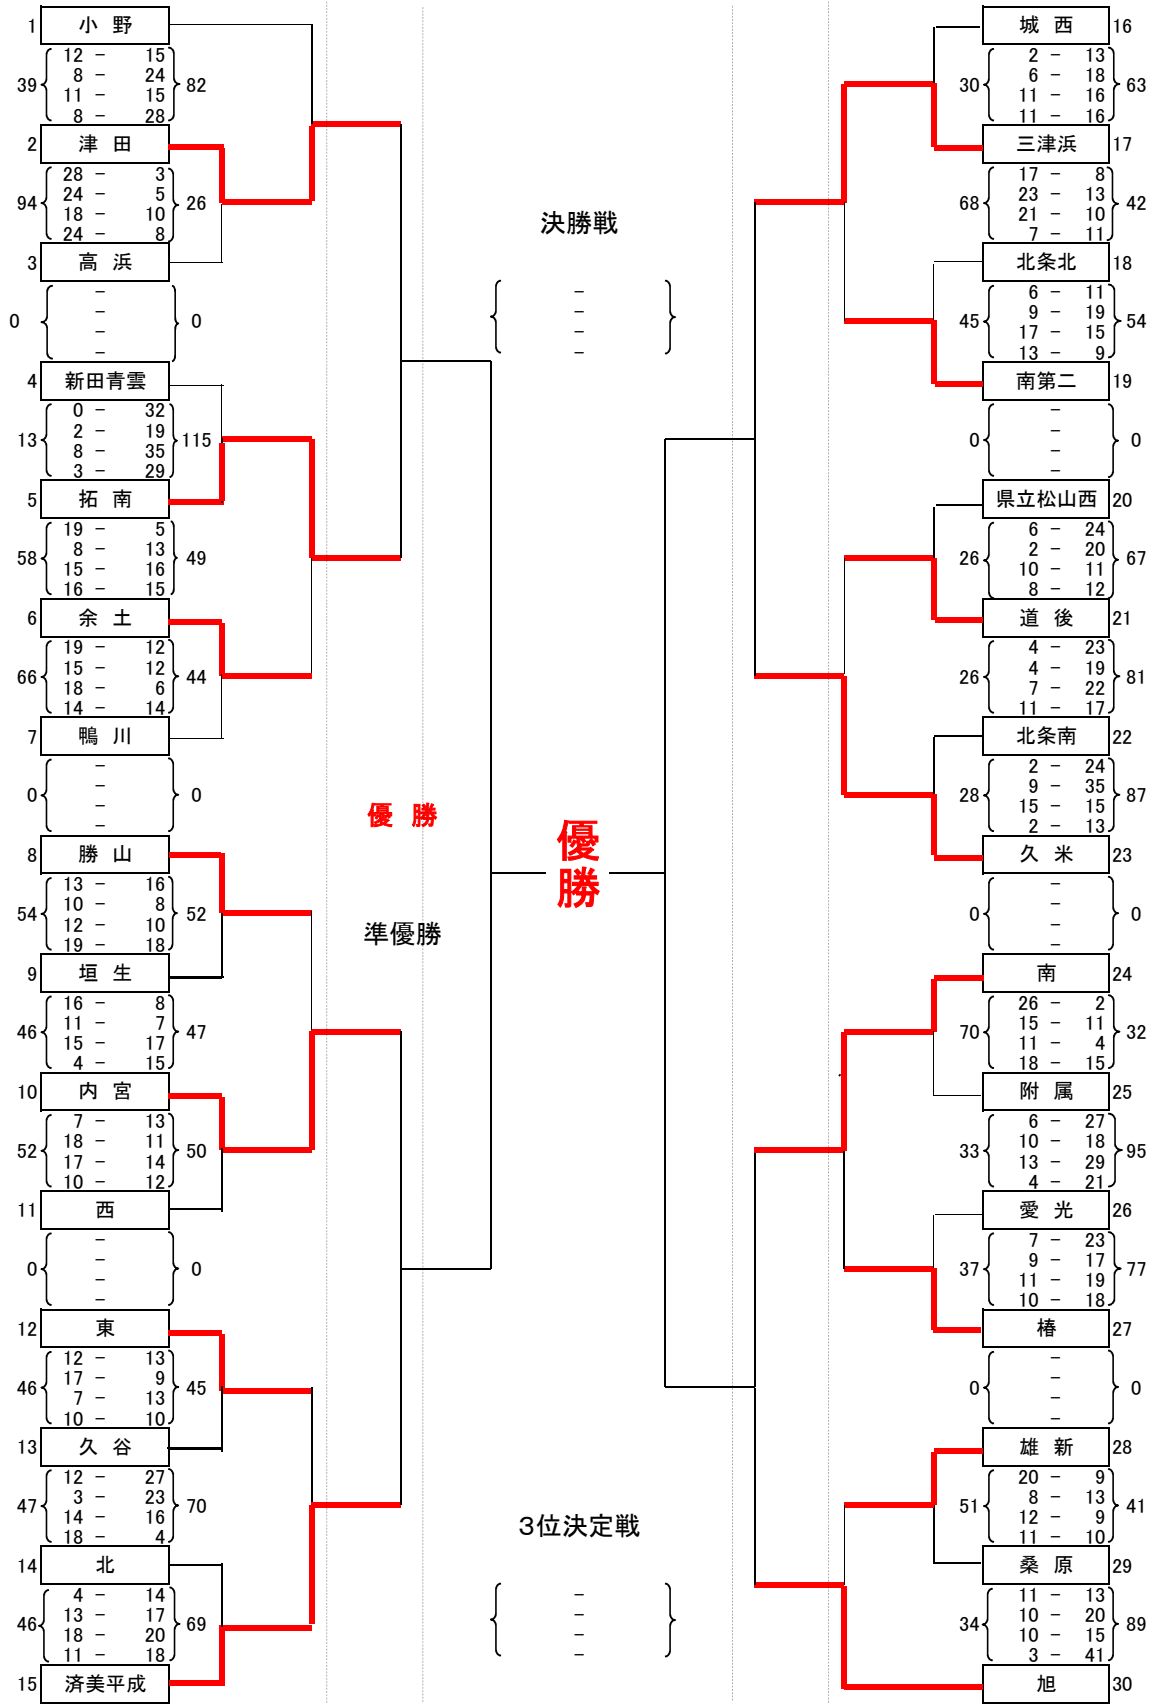 1 小 野
39 12 - 15 82
8 - 24
11 - 15
8 - 28
2 津 田
94 28 - 3 26
24 - 5
18 - 10
24 - 8
3 高 浜
0 - 0
-
-
-
4 新田青雲
13 0 - 32 115
2 - 19
8 - 35
3 - 29
5 拓 南
58 19 - 5 49
8 - 13
15 - 16
16 - 15
6 余 土
66 19 - 12 44
15 - 12
18 - 6
14 - 14
7 鴨 川
0 - 0
-
-
-
8 勝 山
54 13 - 16 52
10 - 8
12 - 10
19 - 18
9 垣 生
46 16 - 8 47
11 - 7
15 - 17
4 - 15
10 内 宮
52 7 - 13 50
18 - 11
17 - 14
10 - 12
11 西
0 - 0
-
-
-
12 東
46 12 - 13 45
17 - 9
7 - 13
10 - 10
13 久 谷
47 12 - 27 70
3 - 23
14 - 16
18 - 4
14 北
46 4 - 14 69
13 - 17
18 - 20
11 - 18
15 済美平成
決勝戦
-
-
-
-
優 勝
優勝
準優勝
3位決定戦
-
-
-
-
城 西 16
30 2 - 13 63
6 - 18
11 - 16
11 - 16
三津浜 17
68 17 - 8 42
23 - 13
21 - 10
7 - 11
北条北 18
45 6 - 11 54
9 - 19
17 - 15
13 - 9
南第二 19
0 - 0
-
-
-
県立松山西 20
26 6 - 24 67
2 - 20
10 - 11
8 - 12
道 後 21
26 4 - 23 81
4 - 19
7 - 22
11 - 17
北条南 22
28 2 - 24 87
9 - 35
15 - 15
2 - 13
久 米 23
0 - 0
-
-
-
南 24
70 26 - 2 32
15 - 11
11 - 4
18 - 15
附 属 25
33 6 - 27 95
10 - 18
13 - 29
4 - 21
愛 光 26
37 7 - 23 77
9 - 17
11 - 19
10 - 18
椿 27
0 - 0
-
-
-
雄 新 28
51 20 - 9 41
8 - 13
12 - 9
11 - 10
桑 原 29
34 11 - 13 89
10 - 20
10 - 15
3 - 41
旭 30